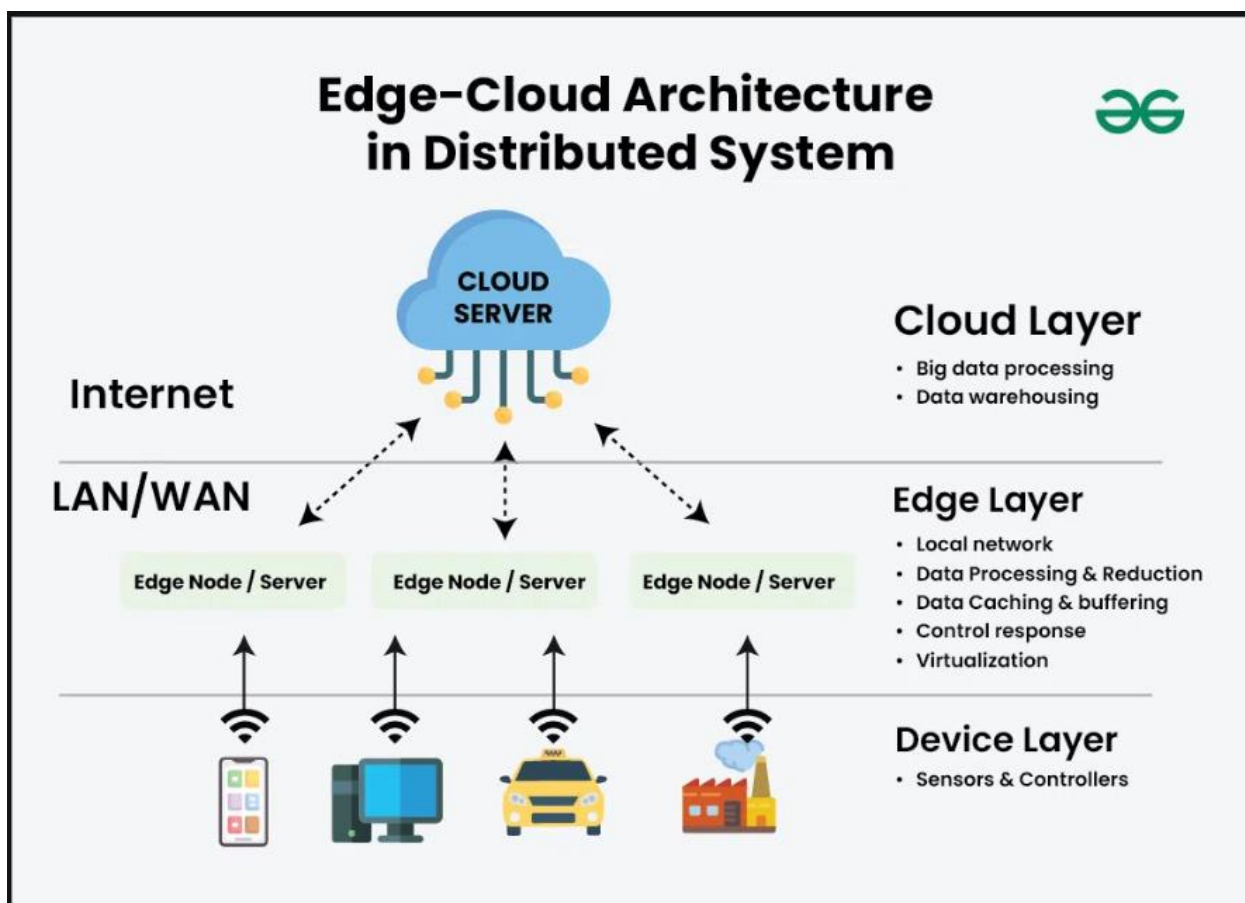 Edge-Cloud Architecture
in Distributed System
CLOUD
SERVER
Cloud Layer
• Big data processing
• Data warehousing
Internet
LAN/WAN
Edge Layer
• Local network
• Data Processing & Reduction
• Data Caching & buffering
• Control response
• Virtualization
Edge Node / Server
Edge Node / Server
Edge Node / Server
Device Layer
• Sensors & Controllers